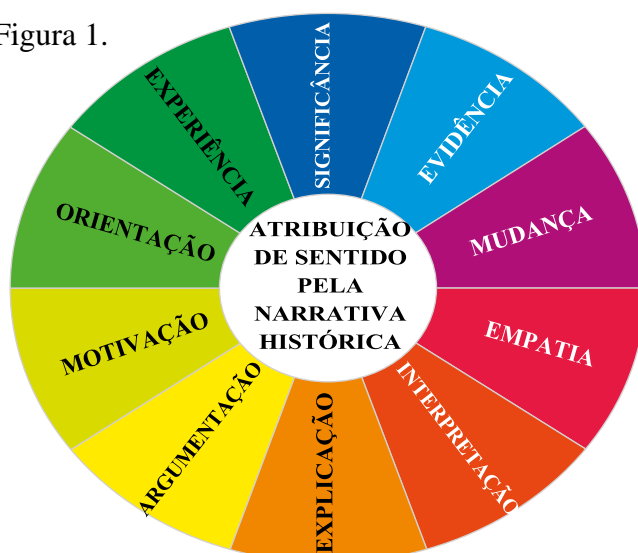 Figura 1.
SIGNIFICÂNCIA
EVIDÊNCIA
MUDANÇA
EMPATIA
INTERPRETAÇÃO
EXPLICAÇÃO
ARGUMENTAÇÃO
MOTIVAÇÃO
ORIENTAÇÃO
EXPERIÊNCIA
ATRIBUIÇÃO
DE SENTIDO
PELA
NARRATIVA
HISTÓRICA